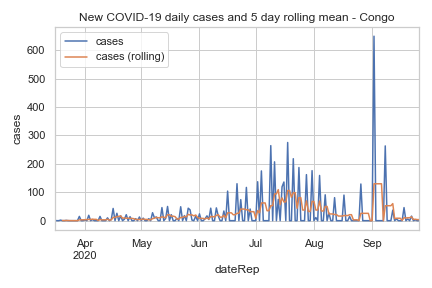 New COVID-19 daily cases and 5 day rolling mean - Congo
cases
cases (rolling)
600
500
400
300
200
100
0
cases
Apr
2020
May
Jun
Jul
Aug
Sep
dateRep